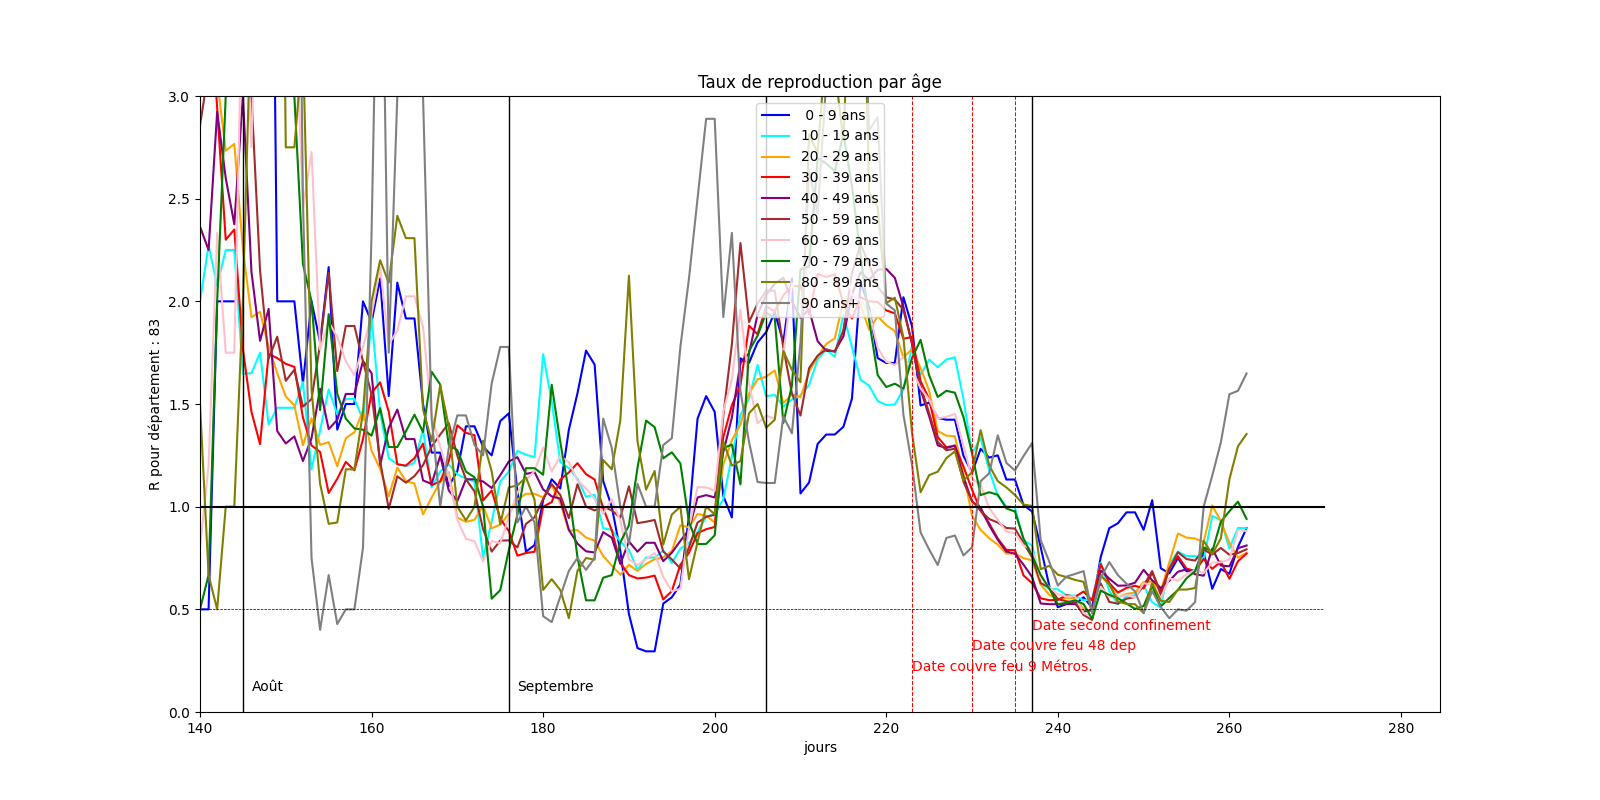 Taux de reproduction par âge
R pour département : 83
3.0
2.5
2.0
1.5
1.0
0.5
0.0
0 - 9 ans
10 - 19 ans
20 - 29 ans
30 - 39 ans
40 - 49 ans
50 - 59 ans
60 - 69 ans
70 - 79 ans
80 - 89 ans
90 ans+
Date second confinement
Date couvre feu 48 dep
Date couvre feu 9 Métros.
Août
Septembre
140
160
180
200
220
240
260
280
jours